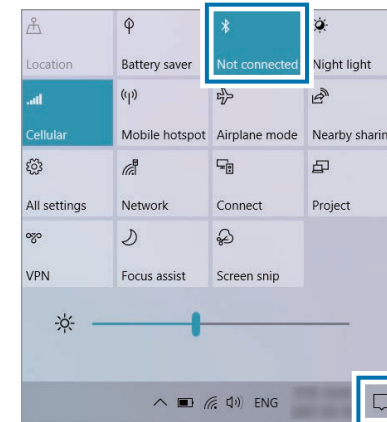 Location Battery saver Not connected Night light
Cellular Mobile hotspot Airplane mode Nearby sharin
All settings Network Connect Project
VPN Focus assist Screen snip
ENG